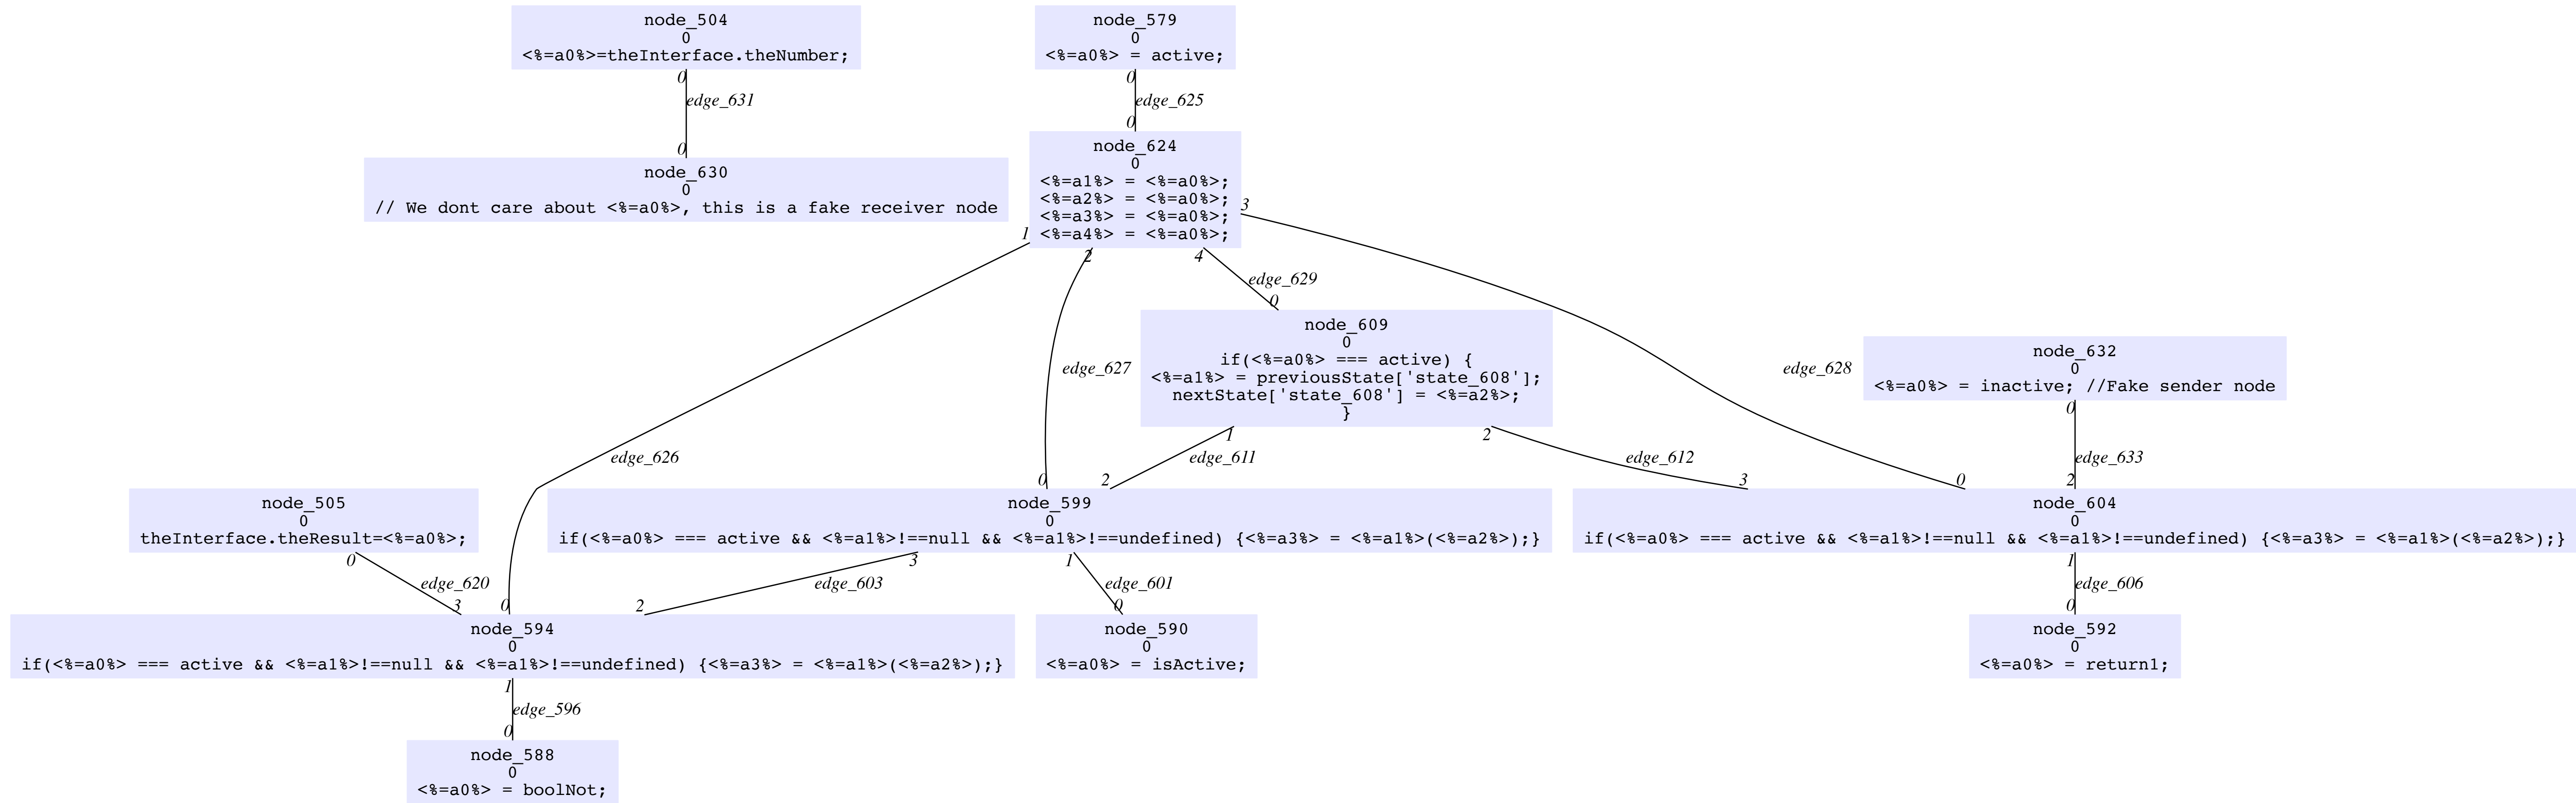 node_504
0
<%=a0%>=theInterface.theNumber;
node_579
0
<%=a0%> = active;
0
edge_631
0
0
edge_625
0
node_630
0
// We dont care about <%=a0%>, this is a fake receiver node
node_624
0
<%=a1%> = <%=a0%>;
<%=a2%> = <%=a0%>;
<%=a3%> = <%=a0%>;
<%=a4%> = <%=a0%>;
1
2
4
3
edge_629
0
node_609
0
if(<%=a0%> === active) {
<%=a1%> = previousState['state_608'];
nextState['state_608'] = <%=a2%>;
}
edge_627
edge_628
node_632
0
<%=a0%> = inactive; //Fake sender node
0
1
2
edge_626
edge_611
edge_612
edge_633
0
2
3
0
2
node_505
0
theInterface.theResult=<%=a0%>;
node_599
0
if(<%=a0%> === active && <%=a1%>!==null && <%=a1%>!==undefined) {<%=a3%> = <%=a1%>(<%=a2%>);}
node_604
0
if(<%=a0%> === active && <%=a1%>!==null && <%=a1%>!==undefined) {<%=a3%> = <%=a1%>(<%=a2%>);}
0
3
1
1
edge_620
edge_603
edge_601
edge_606
3
0
2
0
0
node_594
0
if(<%=a0%> === active && <%=a1%>!==null && <%=a1%>!==undefined) {<%=a3%> = <%=a1%>(<%=a2%>);}
node_590
0
<%=a0%> = isActive;
node_592
0
<%=a0%> = return1;
1
edge_596
0
node_588
0
<%=a0%> = boolNot;